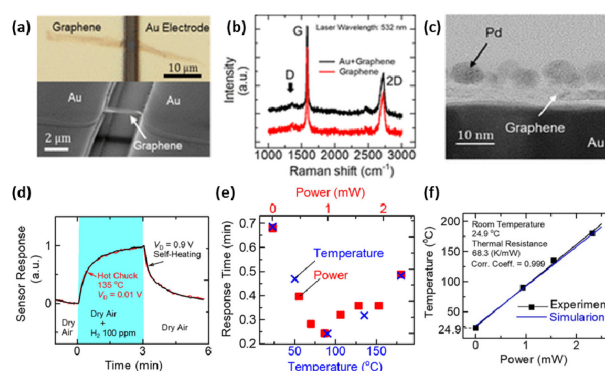 (a)
Graphene
Au Electrode
10 μm
Au
Au
2 μm
Graphene
(b)
Laser Wavelength: 532 nm
G
D
2D
Au+Graphene
Graphene
Intensity
(a.u.)
1000 1500 2000 2500 3000
Raman shift (cm⁻¹)
(c)
Pd
Graphene
10 nm
(d)
Sensor Response
(a.u.)
1
0
V_D = 0.9 V
Self-Heating
Hot Chuck
135 °C
V_D = 0.01 V
Dry
Air
Dry Air
+
H₂ 100 ppm
Dry Air
0 3 6
Time (min)
(e)
Power (mW)
0 1 2
Response Time (min)
0.7
0.6
0.5
0.4
0.3
0.2
Temperature
Power
50 100 150
Temperature (°C)
(f)
Temperature (°C)
200
150
100
50
24.9
Room Temperature
24.9 °C
Thermal Resistance
68.3 (K/mW)
Corr. Coeff. = 0.999
Experimen
Simularion
0 1 2
Power (mW)